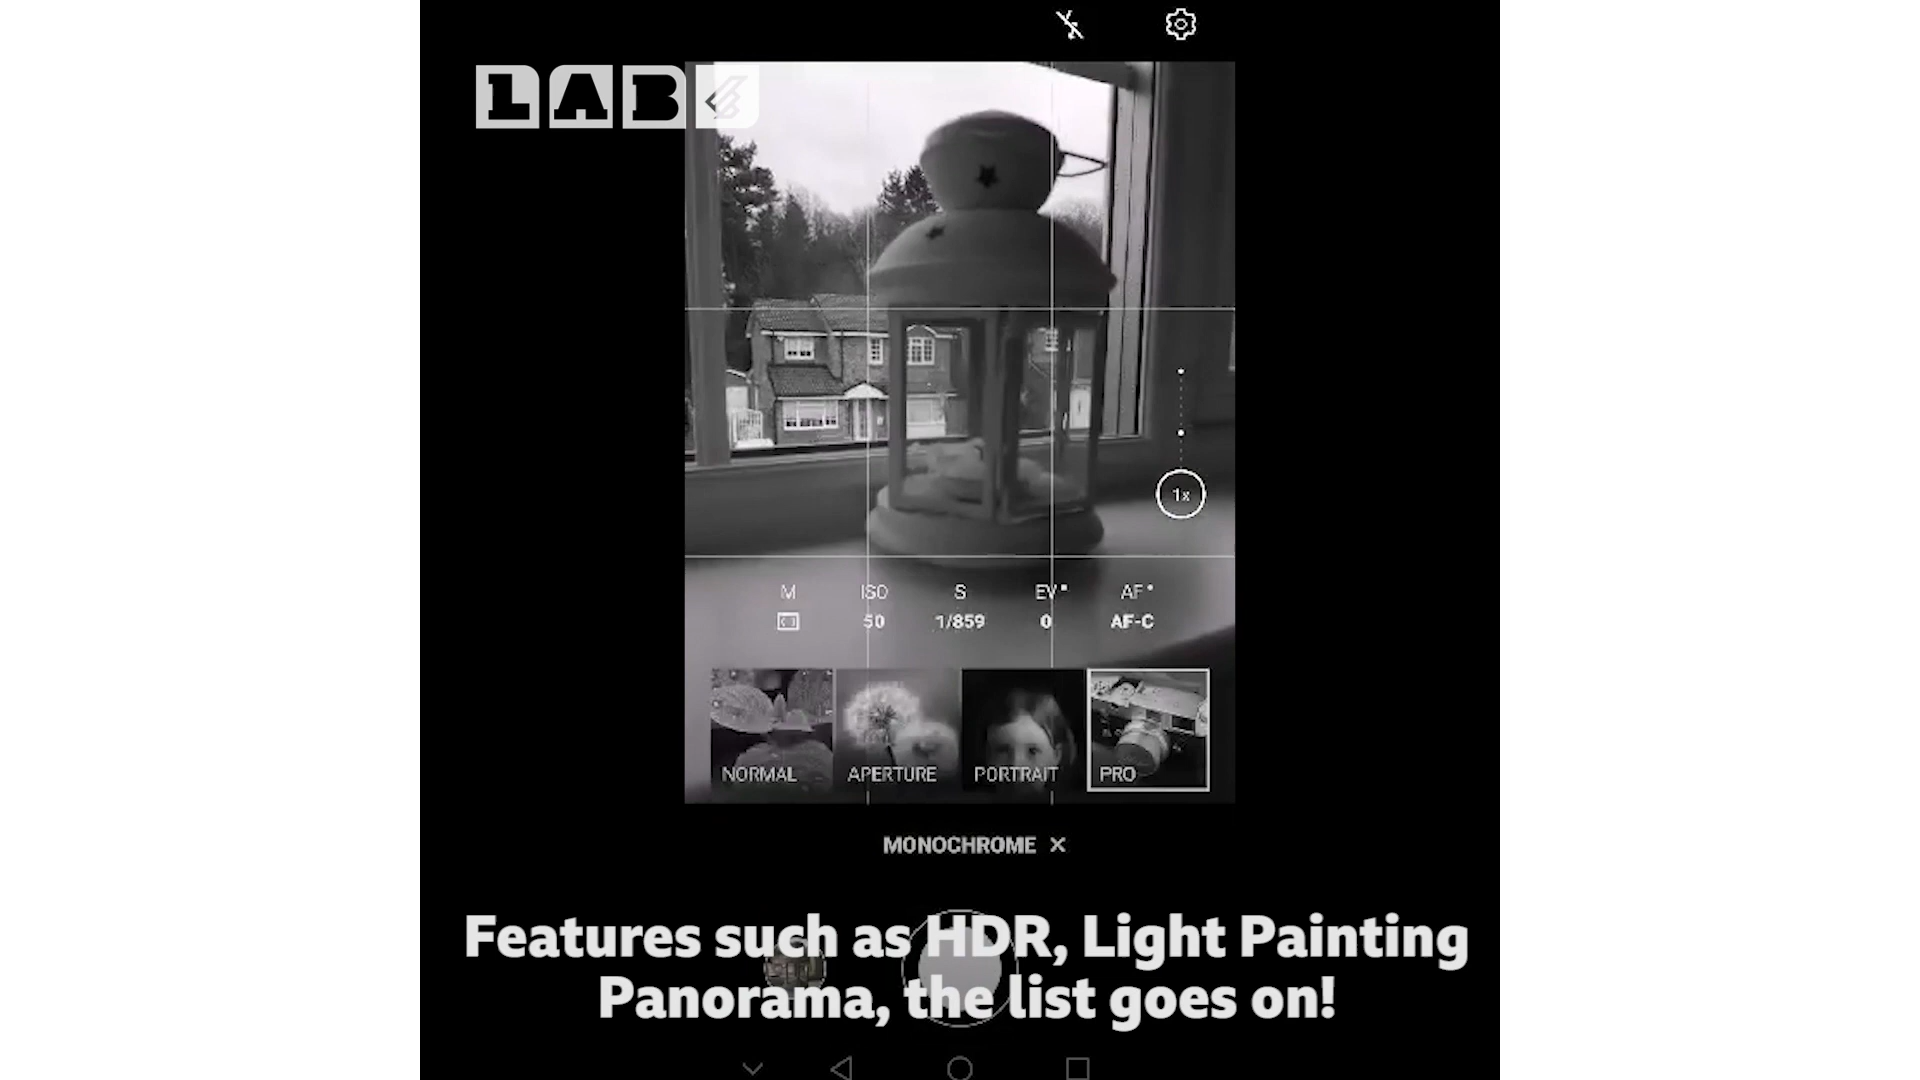 LAB
1x
M ISO S EV AF
50 1/859 0 AF-C
NORMAL APERTURE PORTRAIT PRO
MONOCHROME ×
Features such as HDR, Light Painting
Panorama, the list goes on!